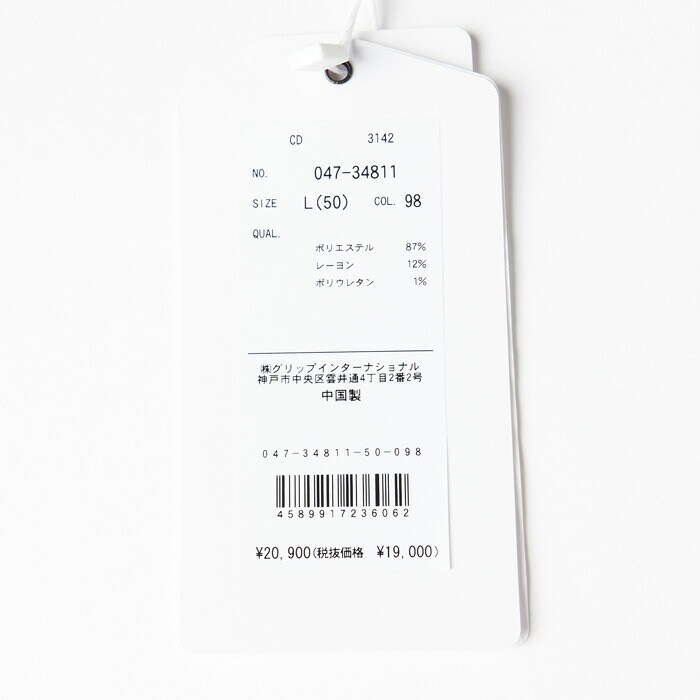 CD 3142
NO. 047-34811
SIZE L(50) COL. 98
QUAL.
ポリエステル 87%
レーヨン 12%
ポリウレタン 1%
㈱グリップインターナショナル
神戸市中央区雲井通4丁目2番2号
中国製
047-34811-50-098
4589917236062
¥20,900(税抜価格 ¥19,000)